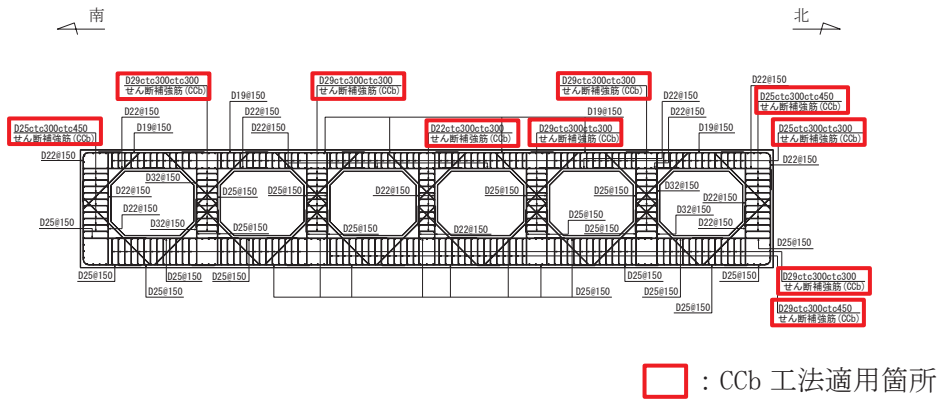 南
北
D29ctc300ctc300
せん断補強筋(CCb)
D29ctc300ctc300
せん断補強筋(CCb)
D29ctc300ctc300
せん断補強筋(CCb)
D22@150
D25ctc300ctc450
せん断補強筋(CCb)
D19@150
D22@150
D22@150
D19@150
D22@150
D25ctc300ctc450
せん断補強筋(CCb)
D19@150
D22@150
D22ctc300ctc300
せん断補強筋(CCb)
D29ctc300ctc300
せん断補強筋(CCb)
D19@150
D25ctc300ctc300
せん断補強筋(CCb)
D22@150
D22@150
D32@150
D25@150
D25@150
D22@150
D25@150
D25@150
D32@150
D22@150
D22@150
D22@150
D32@150
D25@150
D25@150
D25@150
D22@150
D25@150
D25@150
D32@150
D22@150
D25@150
D25@150
D25@150
D25@150
D25@150
D25@150
D25@150
D25@150
D25@150
D25@150
D29ctc300ctc300
せん断補強筋(CCb)
D29ctc300ctc450
せん断補強筋(CCb)
: CCb 工法適用箇所